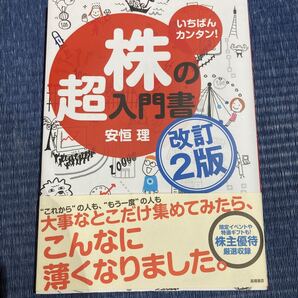 いちばんカンタン!
株の
超入門書
安恒 理
改訂
2版
"これから"の人も、"もう一度"の人も
大事なとこだけ集めてみたら、
こんなに
薄くなりました。
限定イベントや
特選ギフトも!
株主優待
厳選収録
高橋書店